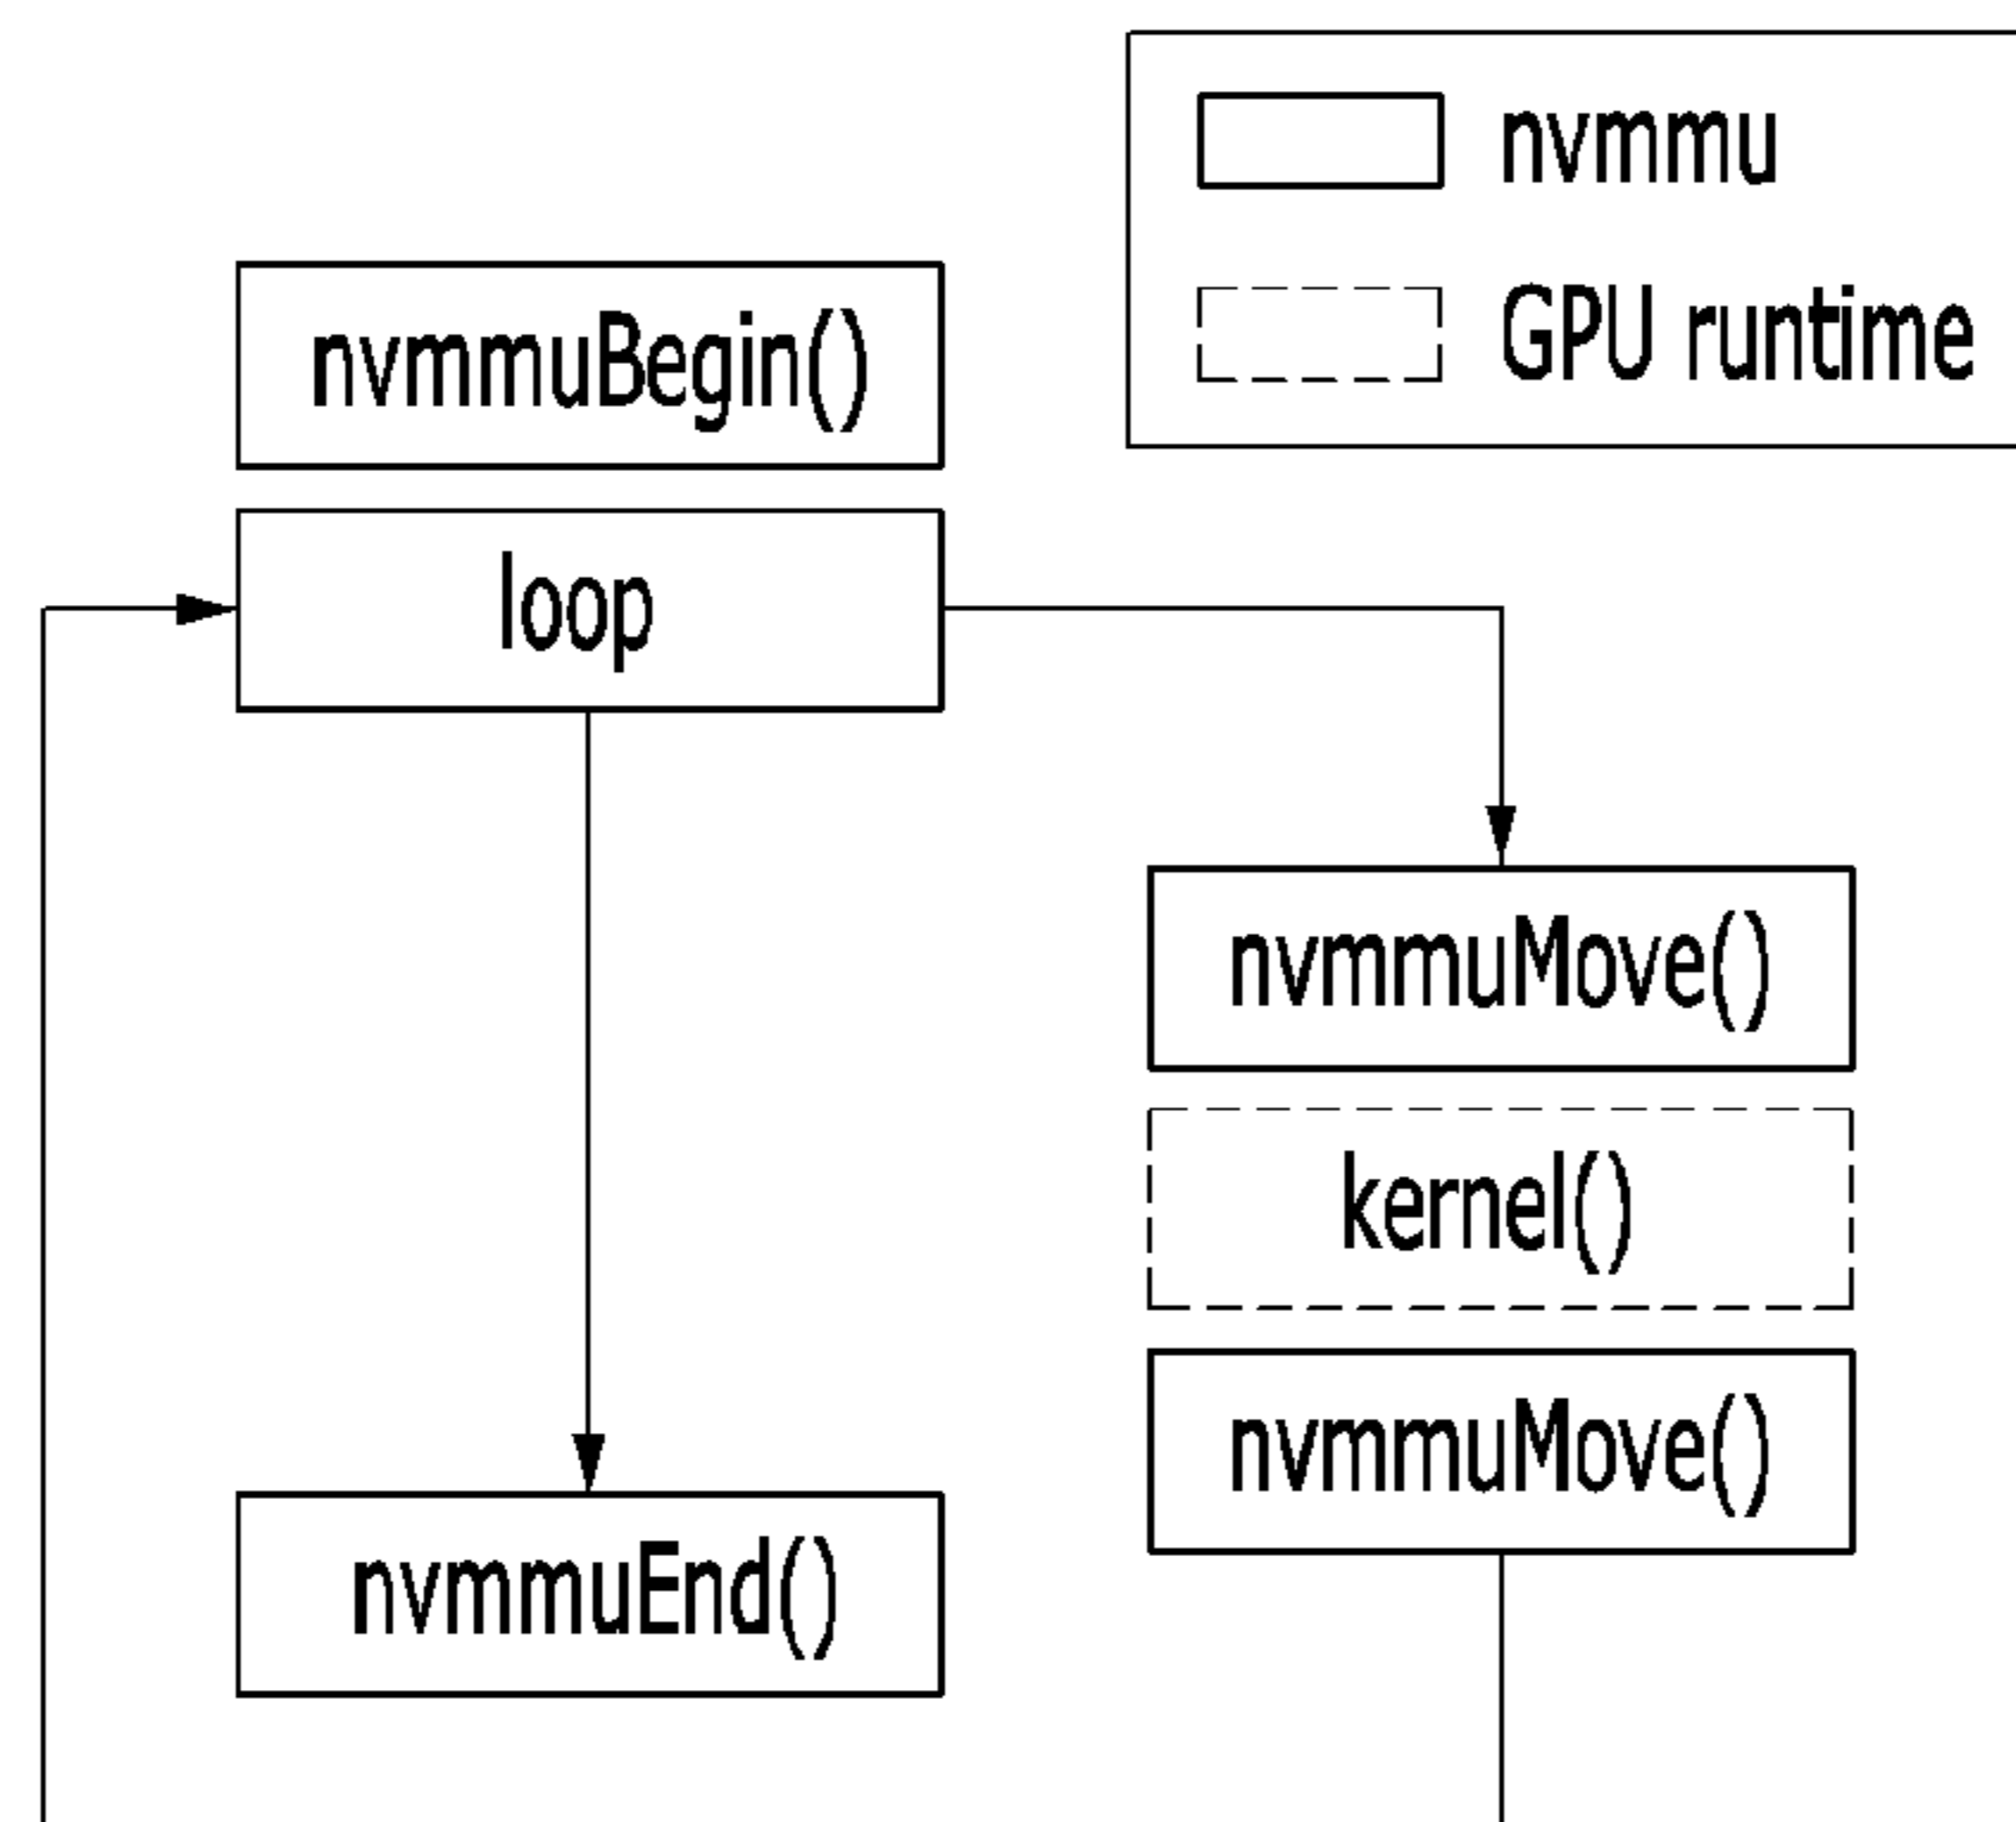 nvmmu
GPU runtime
nvmmuBegin()
loop
nvmmuMove()
kernel()
nvmmuMove()
nvmmuEnd()